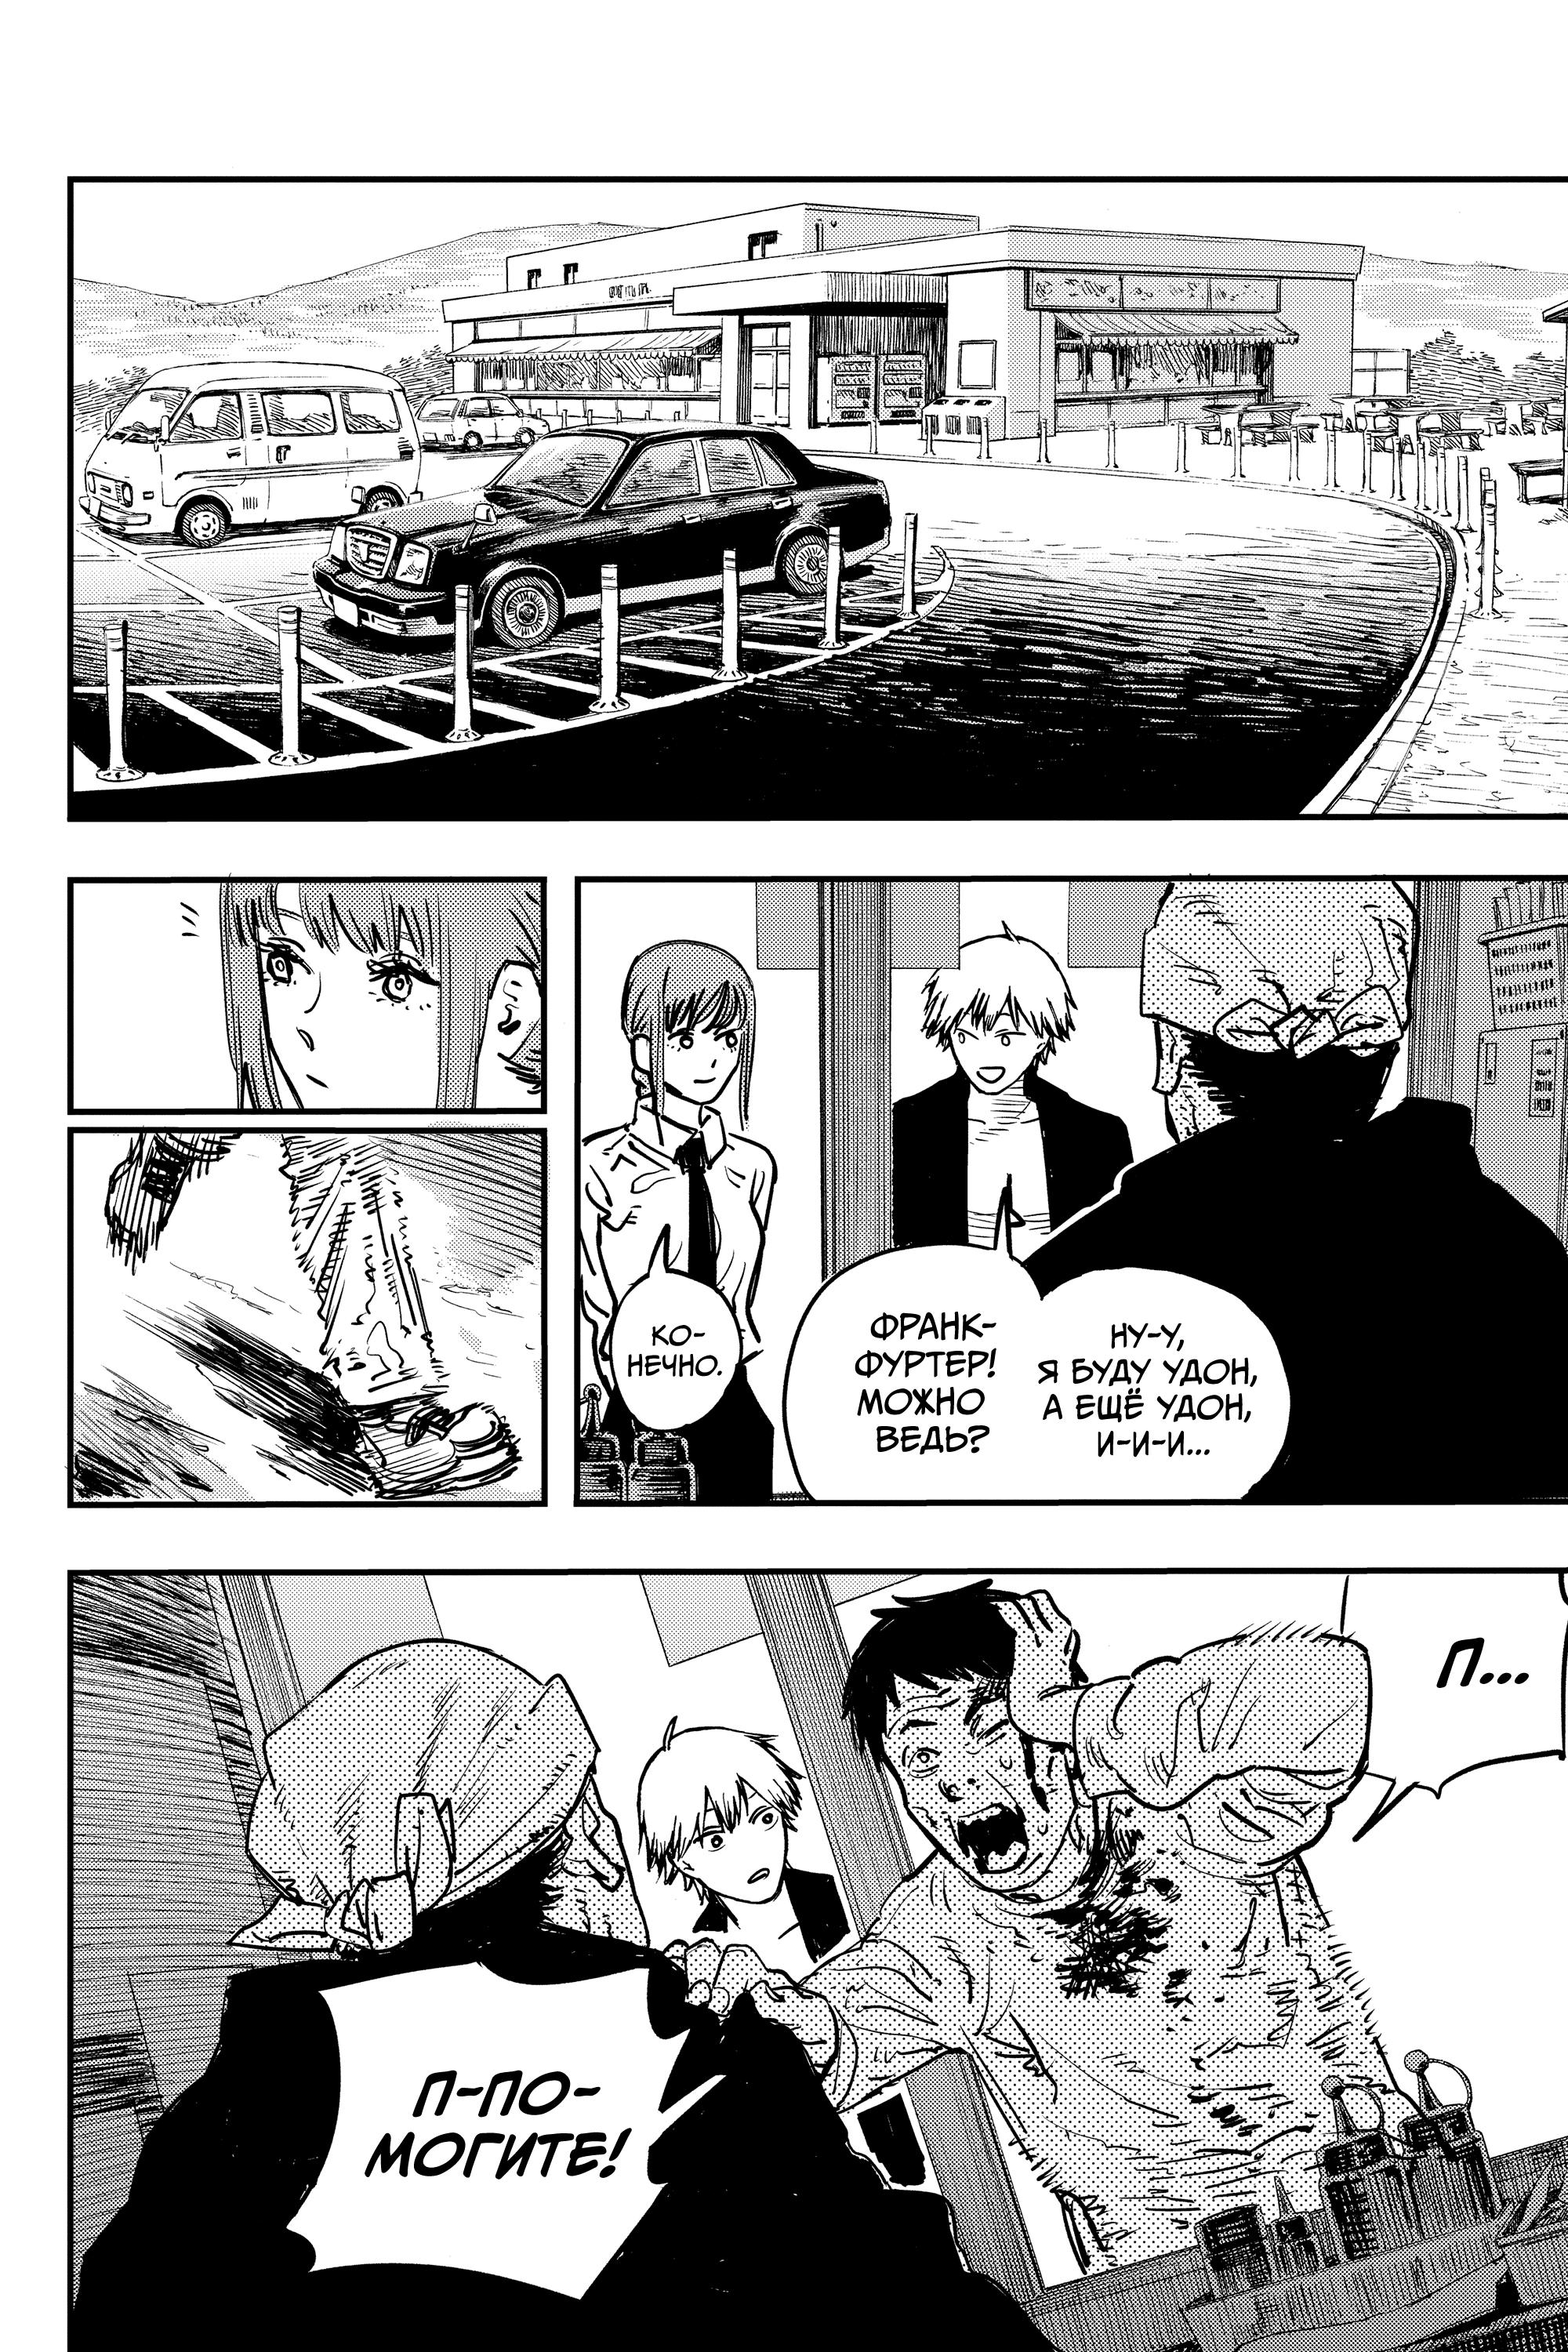 НУ-У,
Я БУДУ УДОН,
А ЕЩЁ УДОН,
И-И-И...
ФРАНК-
ФУРТЕР!
МОЖНО
ВЕДЬ?
КО-
НЕЧНО.
П...
П-ПО-
МОГИТЕ!